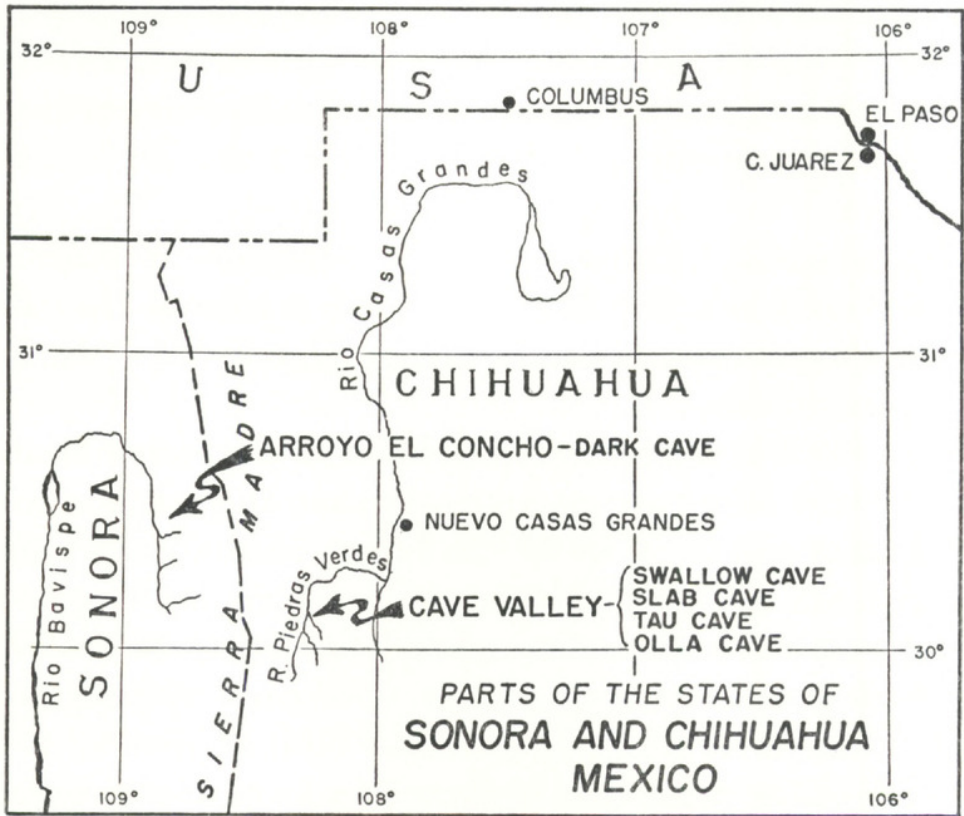 109° 108° 107° 106°
32° 32°
U S A
COLUMBUS
EL PASO
C. JUAREZ
Rio Casas Grandes
31° 31°
CHIHUAHUA
SIERRA MADRE
ARROYO EL CONCHO-DARK CAVE
NUEVO CASAS GRANDES
Rio Bavispe
SONORA
R. Piedras Verdes
CAVE VALLEY-
SWALLOW CAVE
SLAB CAVE
TAU CAVE
OLLA CAVE
30°
PARTS OF THE STATES OF
SONORA AND CHIHUAHUA
MEXICO
109° 108° 106°